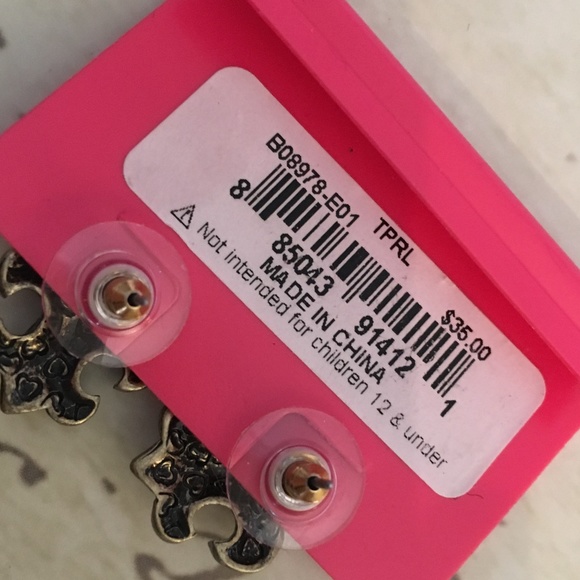 B08978-E01 TPRL $35.00
8 85043 91412 1
MADE IN CHINA
⚠ Not intended for children 12 & under